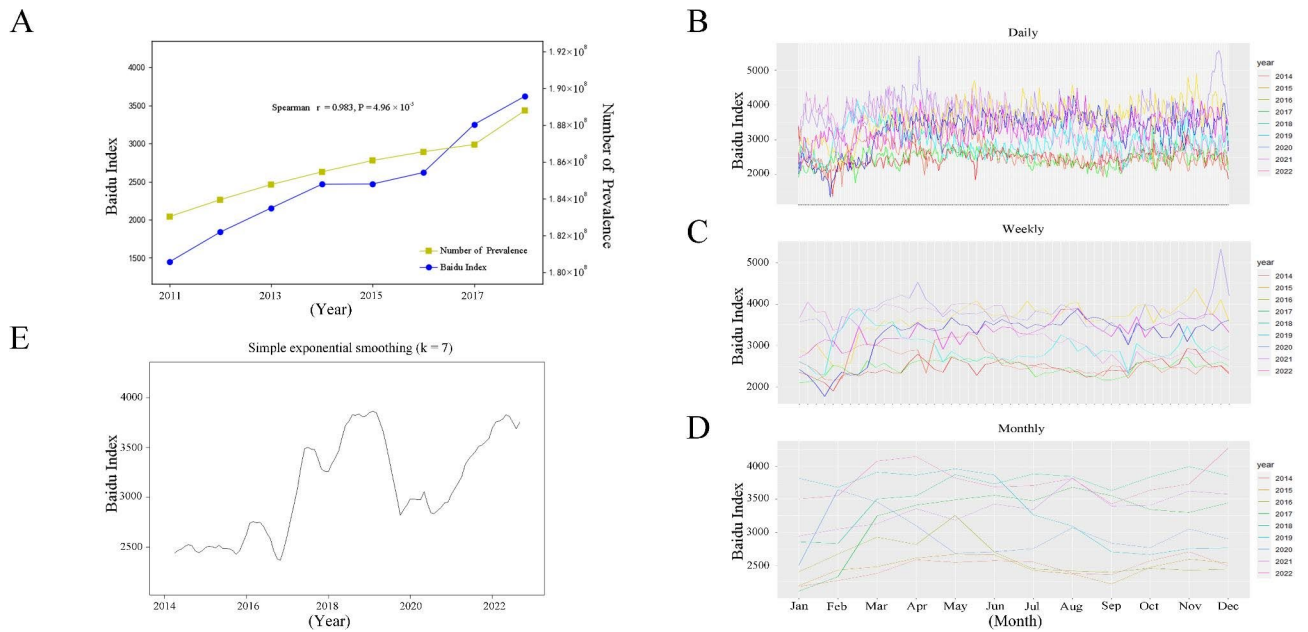 A
4000
3500
3000
2500
2000
1500
Baidu Index
Spearman r = 0.983, P = 4.96 × 10⁻⁵
Number of Prevalence
Baidu Index
1.92×10⁸
1.90×10⁸
1.88×10⁸
1.86×10⁸
1.84×10⁸
1.82×10⁸
1.80×10⁸
Number of Prevalence
2011 2013 2015 2017
(Year)
B
Daily
5000
4000
3000
2000
Baidu Index
year
2014
2015
2016
2017
2018
2019
2020
2021
2022
C
Weekly
5000
4000
3000
2000
Baidu Index
year
2014
2015
2016
2017
2018
2019
2020
2021
2022
E
Simple exponential smoothing (k = 7)
4000
3500
3000
2500
Baidu Index
2014 2016 2018 2020 2022
(Year)
D
Monthly
4000
3500
3000
2500
Baidu Index
year
2014
2015
2016
2017
2018
2019
2020
2021
2022
Jan Feb Mar Apr May Jun Jul Aug Sep Oct Nov Dec
(Month)